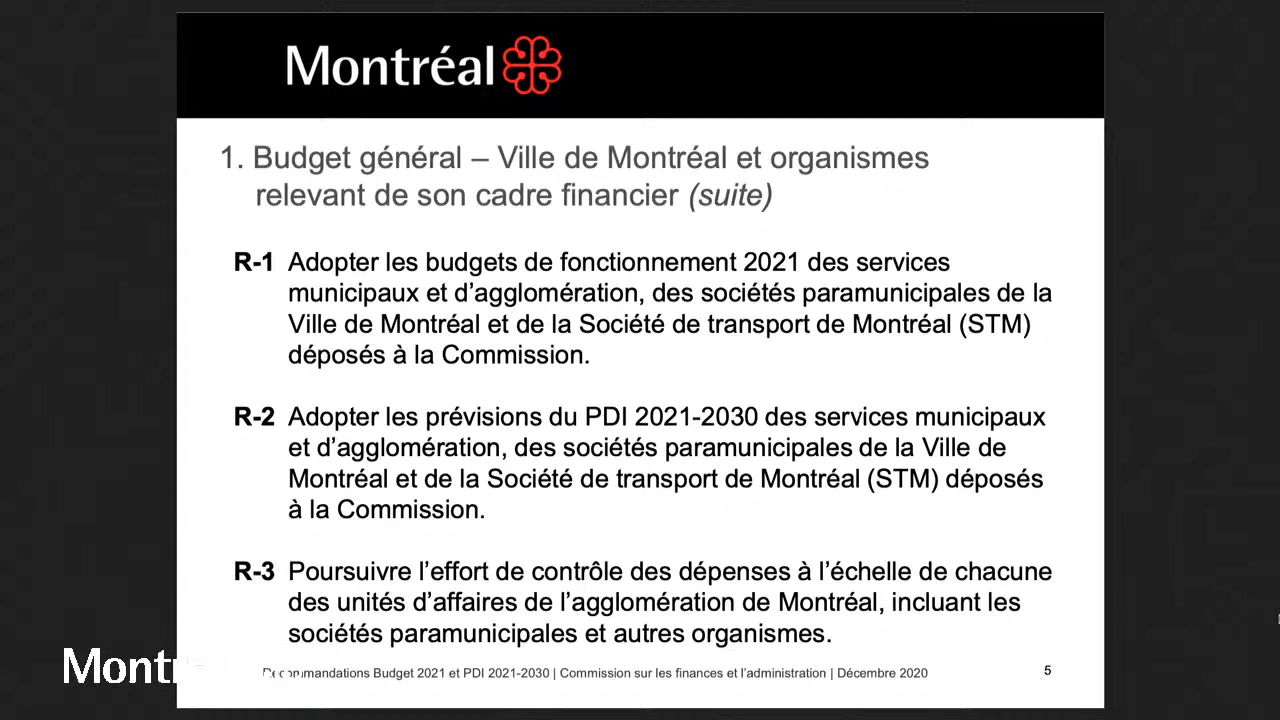 Montréal
1. Budget général – Ville de Montréal et organismes
relevant de son cadre financier (suite)
R-1 Adopter les budgets de fonctionnement 2021 des services
municipaux et d’agglomération, des sociétés paramunicipales de la
Ville de Montréal et de la Société de transport de Montréal (STM)
déposés à la Commission.
R-2 Adopter les prévisions du PDI 2021-2030 des services municipaux
et d’agglomération, des sociétés paramunicipales de la Ville de
Montréal et de la Société de transport de Montréal (STM) déposés
à la Commission.
R-3 Poursuivre l’effort de contrôle des dépenses à l’échelle de chacune
des unités d’affaires de l’agglomération de Montréal, incluant les
sociétés paramunicipales et autres organismes.
Recommandations Budget 2021 et PDI 2021-2030 | Commission sur les finances et l’administration | Décembre 2020
5